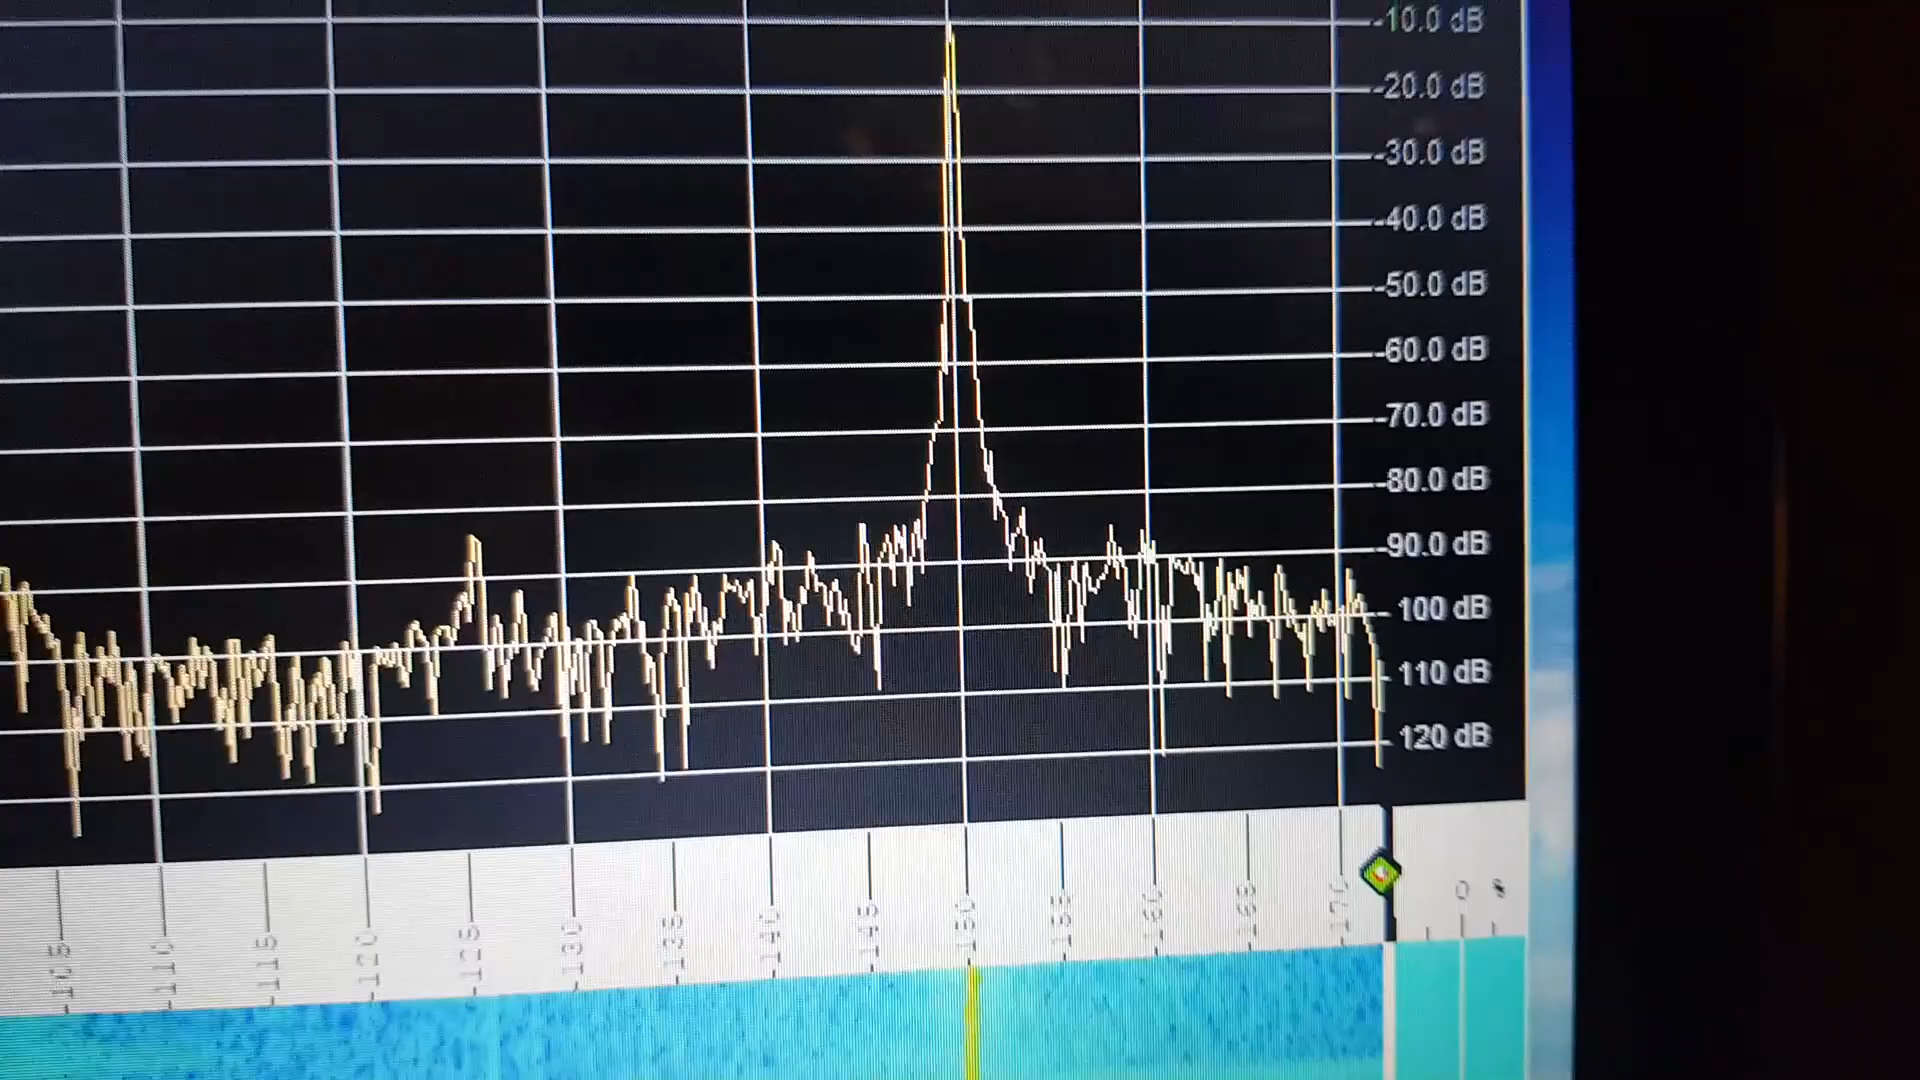 -10.0 dB
-20.0 dB
-30.0 dB
-40.0 dB
-50.0 dB
-60.0 dB
-70.0 dB
-80.0 dB
-90.0 dB
100 dB
110 dB
120 dB
105
110
115
120
125
130
135
140
145
150
155
160
165
170
0